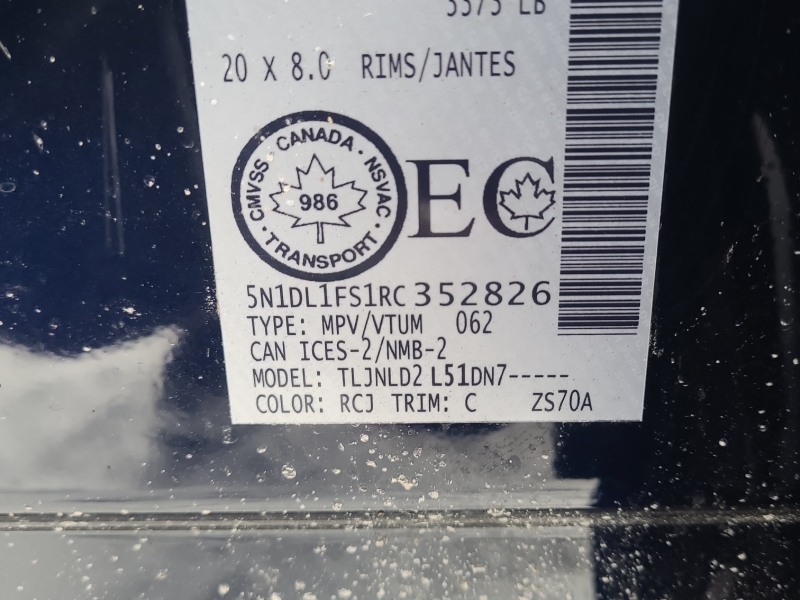 LB
20 X 8.0 RIMS/JANTES
CANADA · NSVAC · TRANSPORT · CMVSS ·
986
EC
5N1DL1FS1RC352826
TYPE: MPV/VTUM 062
CAN ICES-2/NMB-2
MODEL: TLJNLD2 L51DN7-----
COLOR: RCJ TRIM: C ZS70A